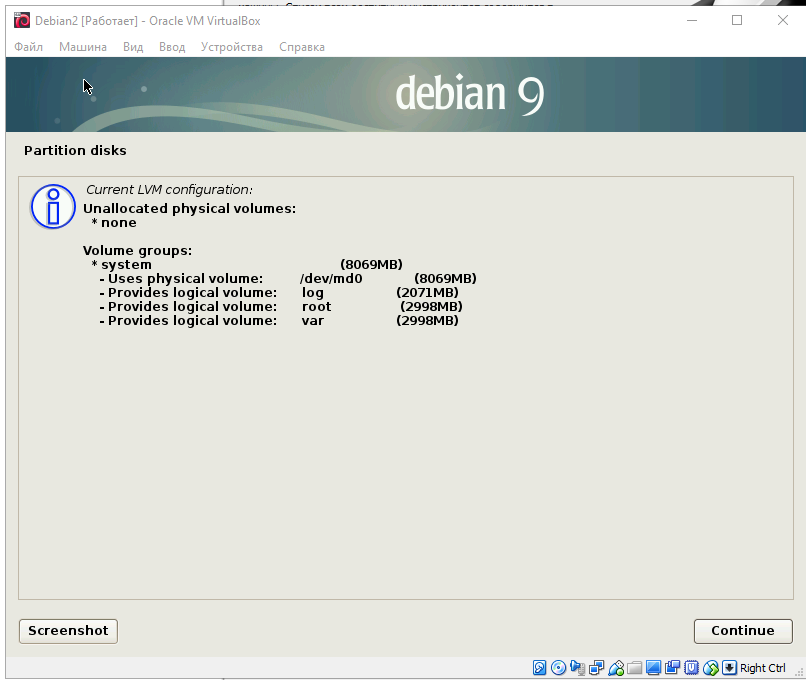 Debian2 [Работает] - Oracle VM VirtualBox
Файл Машина Вид Ввод Устройства Справка
debian 9
Partition disks
Current LVM configuration:
Unallocated physical volumes:
* none
Volume groups:
* system (8069MB)
- Uses physical volume: /dev/md0 (8069MB)
- Provides logical volume: log (2071MB)
- Provides logical volume: root (2998MB)
- Provides logical volume: var (2998MB)
Screenshot Continue
Right Ctrl